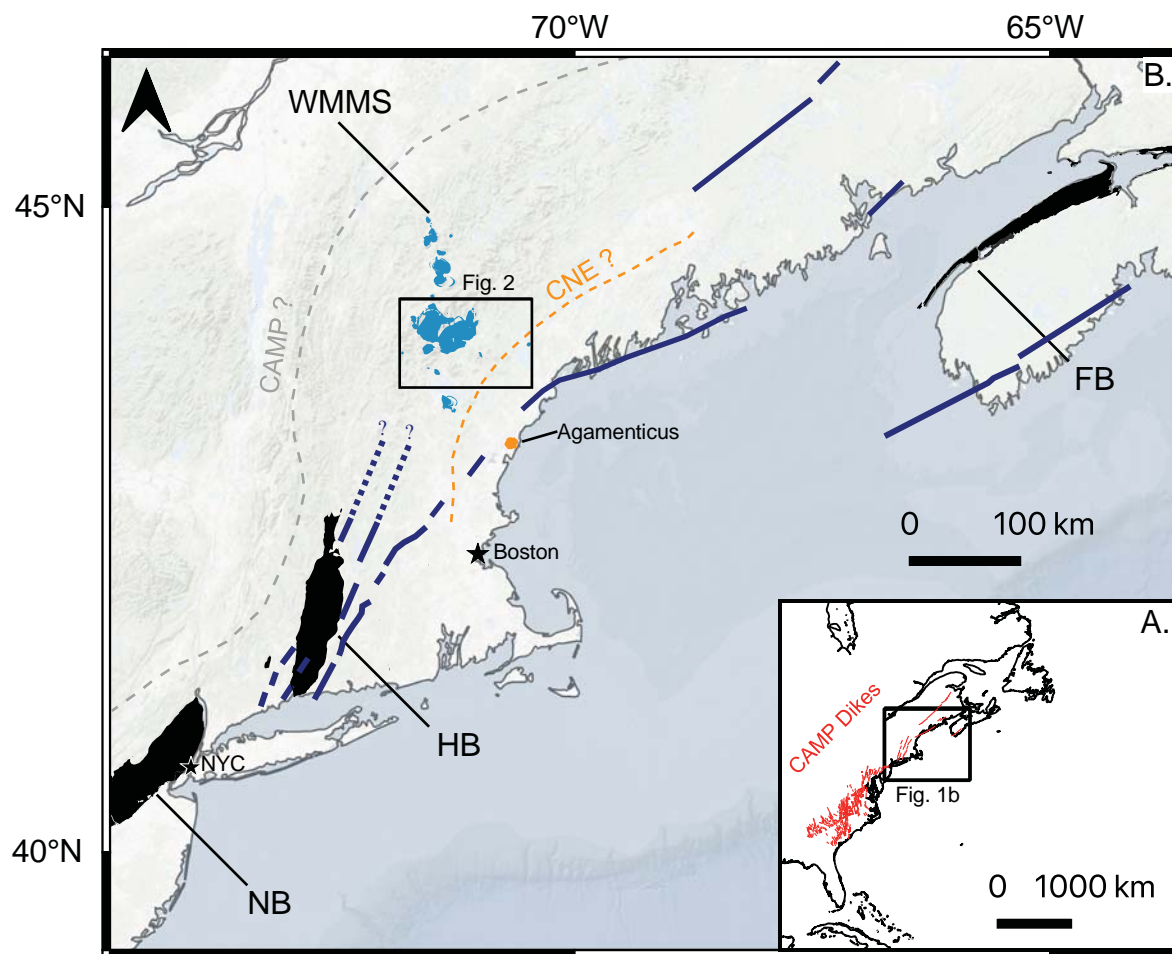 70°W
65°W
B.
WMMS
45°N
Fig. 2
CNE ?
CAMP ?
FB
? ?
Agamenticus
0 100 km
Boston
A.
CAMP Dikes
HB
NYC
Fig. 1b
40°N
NB
0 1000 km